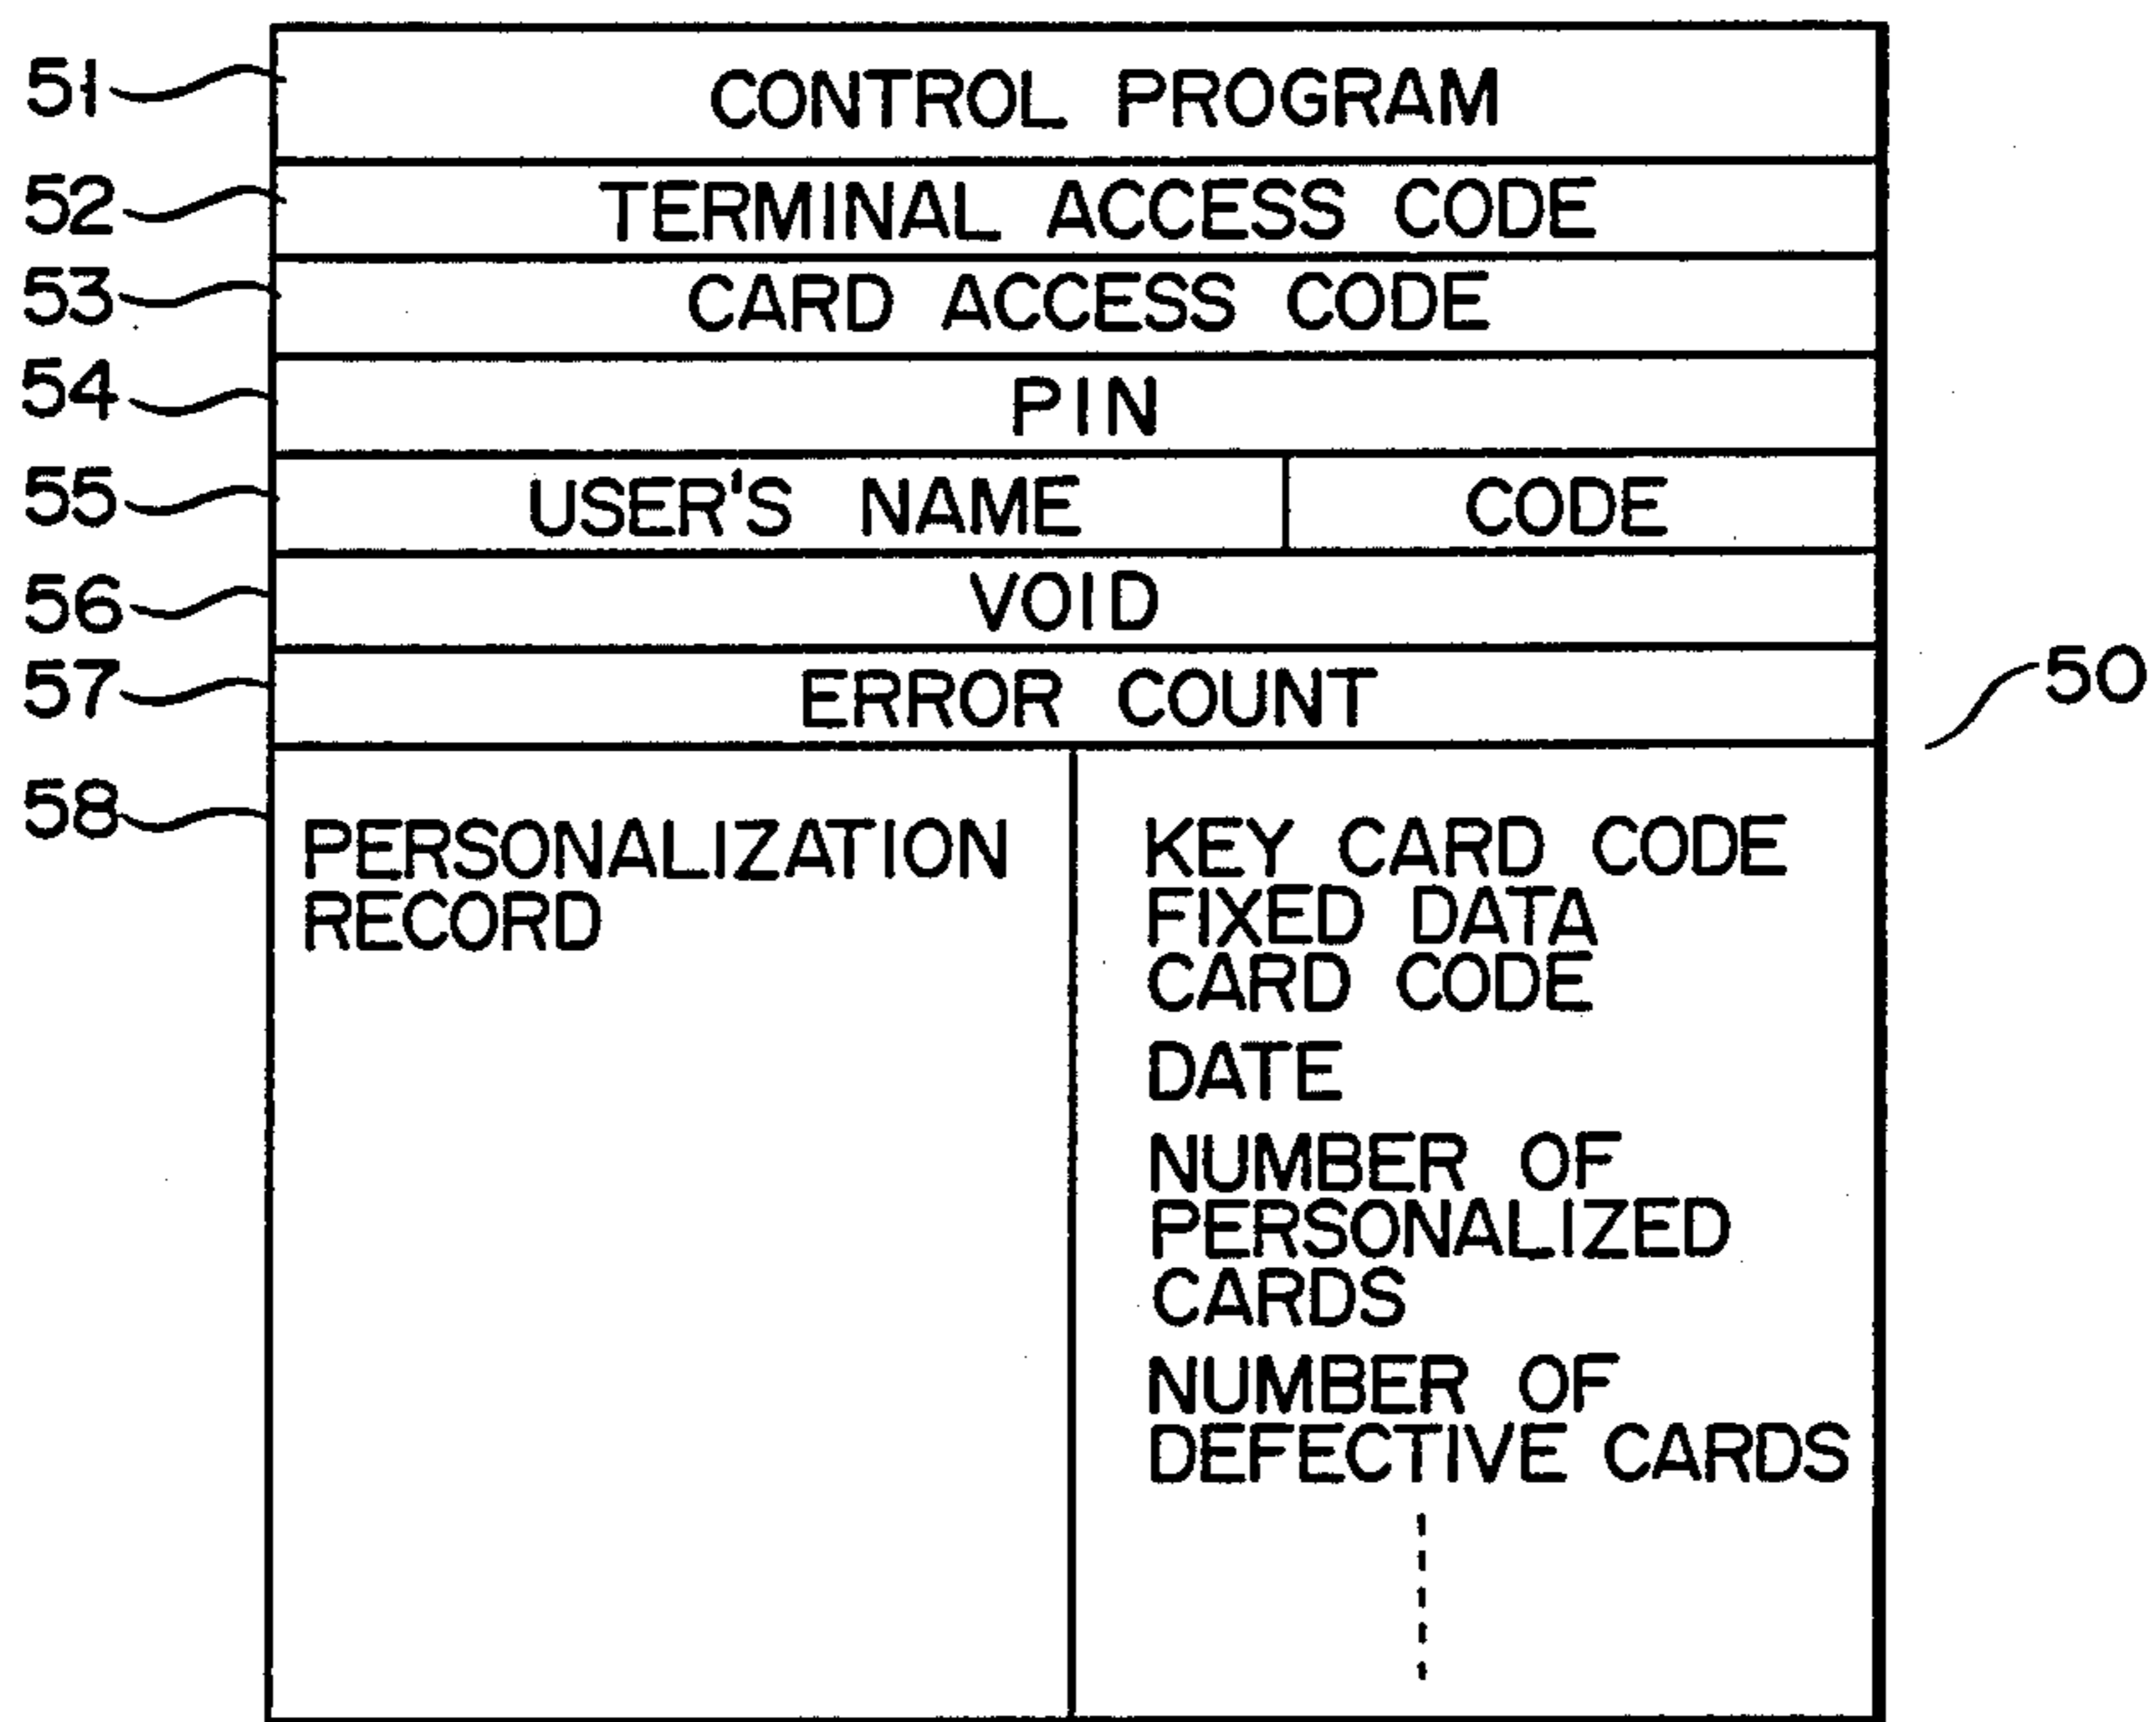 51 CONTROL PROGRAM
52 TERMINAL ACCESS CODE
53 CARD ACCESS CODE
54 PIN
55 USER'S NAME CODE
56 VOID
57 ERROR COUNT
50
58 PERSONALIZATION
RECORD
KEY CARD CODE
FIXED DATA
CARD CODE
DATE
NUMBER OF
PERSONALIZED
CARDS
NUMBER OF
DEFECTIVE CARDS